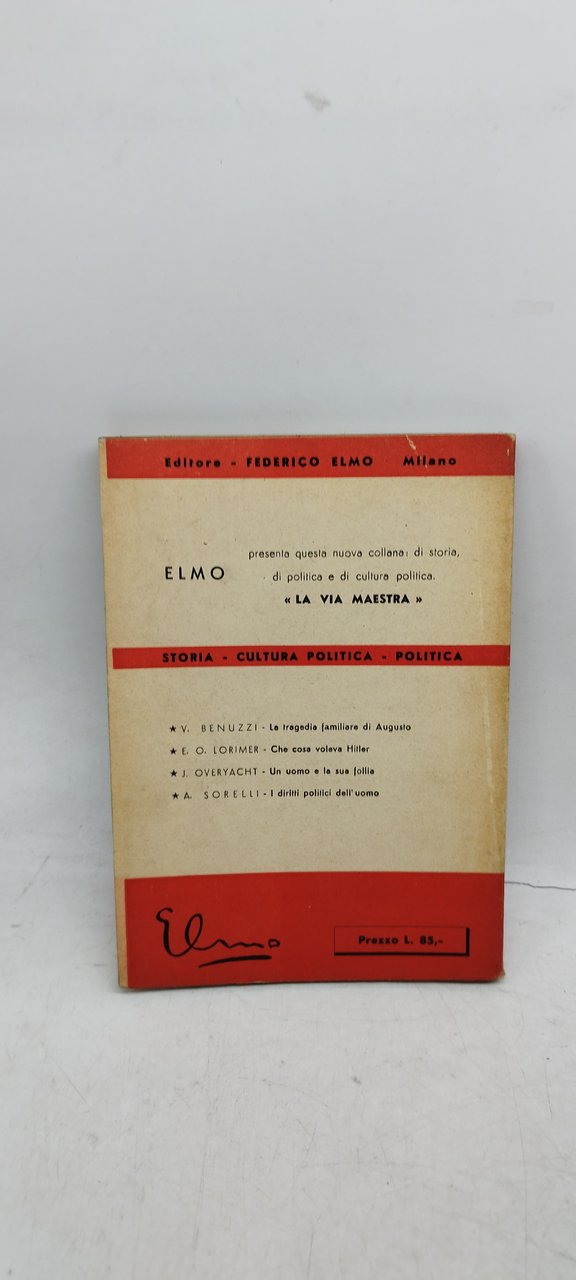 Editore - FEDERICO ELMO Milano
ELMO presenta questa nuova collana: di storia,
di politica e di cultura politica.
« LA VIA MAESTRA »
STORIA - CULTURA POLITICA - POLITICA
★ V. BENUZZI - La tragedia familiare di Augusto
★ E. O. LORIMER - Che cosa voleva Hitler
★ J. OVERYACHT - Un uomo e la sua follia
★ A. SORELLI - I diritti politici dell'uomo
Elmo
Prezzo L. 85,-